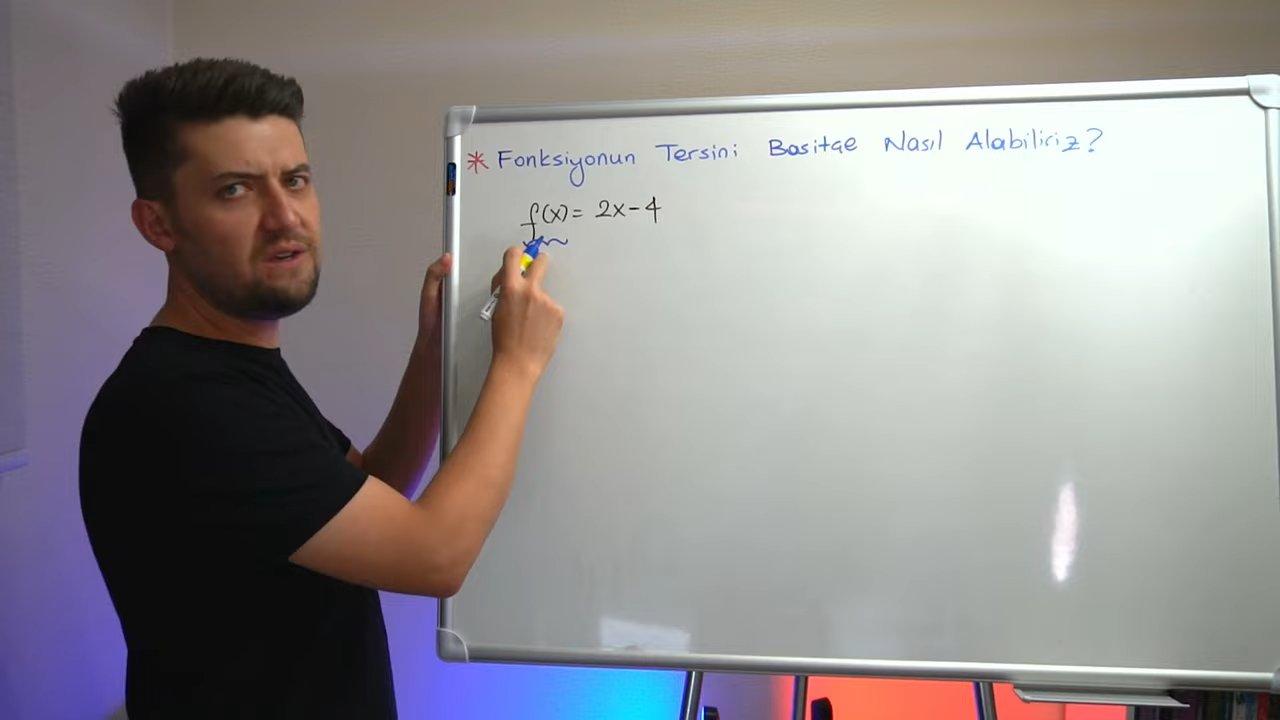 * Fonksiyonun Tersini Basitçe Nasıl Alabiliriz?
f(x) = 2x - 4